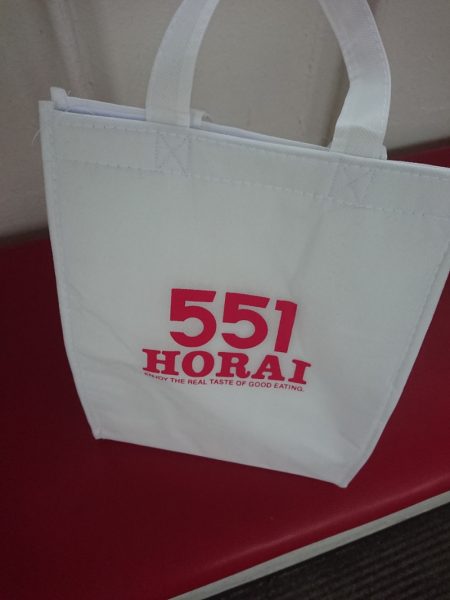 551
HORAI
ENJOY THE REAL TASTE OF GOOD EATING.